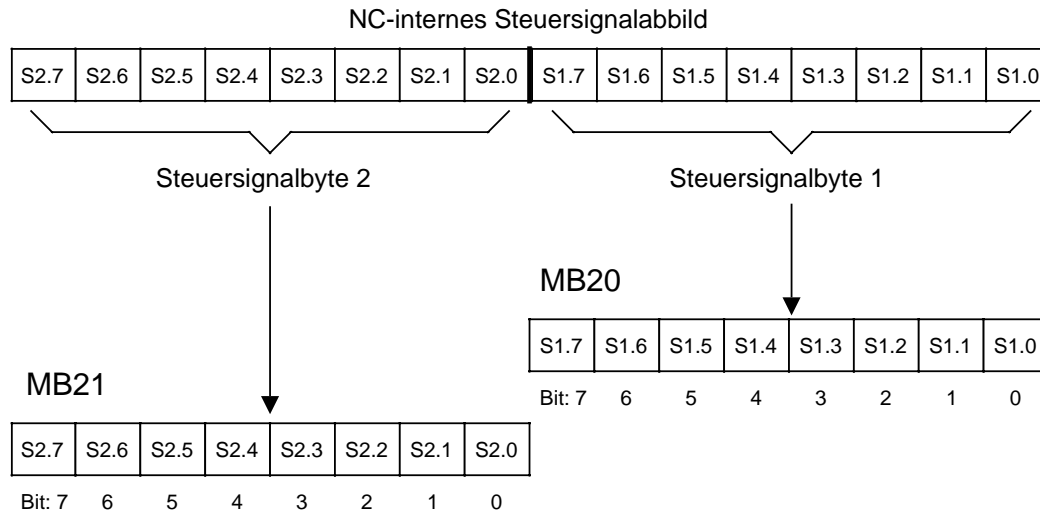 NC-internes Steuersignalabbild
S2.7 S2.6 S2.5 S2.4 S2.3 S2.2 S2.1 S2.0 S1.7 S1.6 S1.5 S1.4 S1.3 S1.2 S1.1 S1.0
Steuersignalbyte 2 Steuersignalbyte 1
MB20
S1.7 S1.6 S1.5 S1.4 S1.3 S1.2 S1.1 S1.0
Bit: 7 6 5 4 3 2 1 0
MB21
S2.7 S2.6 S2.5 S2.4 S2.3 S2.2 S2.1 S2.0
Bit: 7 6 5 4 3 2 1 0